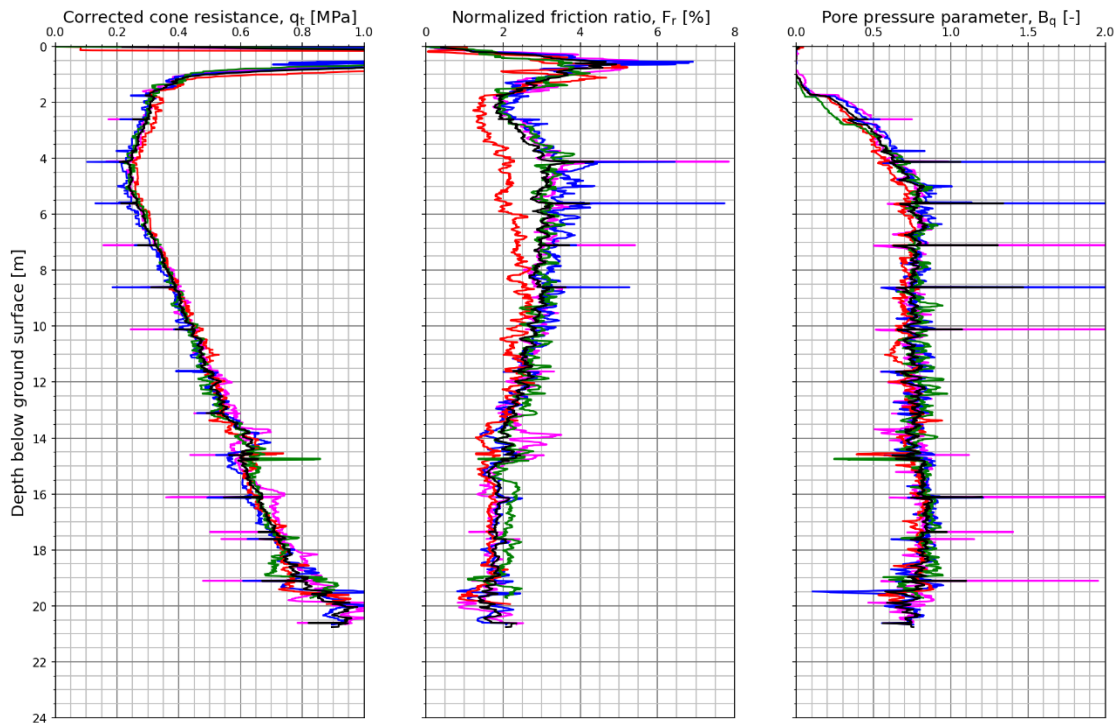 Corrected cone resistance, qt [MPa]
Normalized friction ratio, Fr [%]
Pore pressure parameter, Bq [-]
0.0 0.2 0.4 0.6 0.8 1.0
0 2 4 6 8
0.0 0.5 1.0 1.5 2.0
Depth below ground surface [m]
0
2
4
6
8
10
12
14
16
18
20
22
24